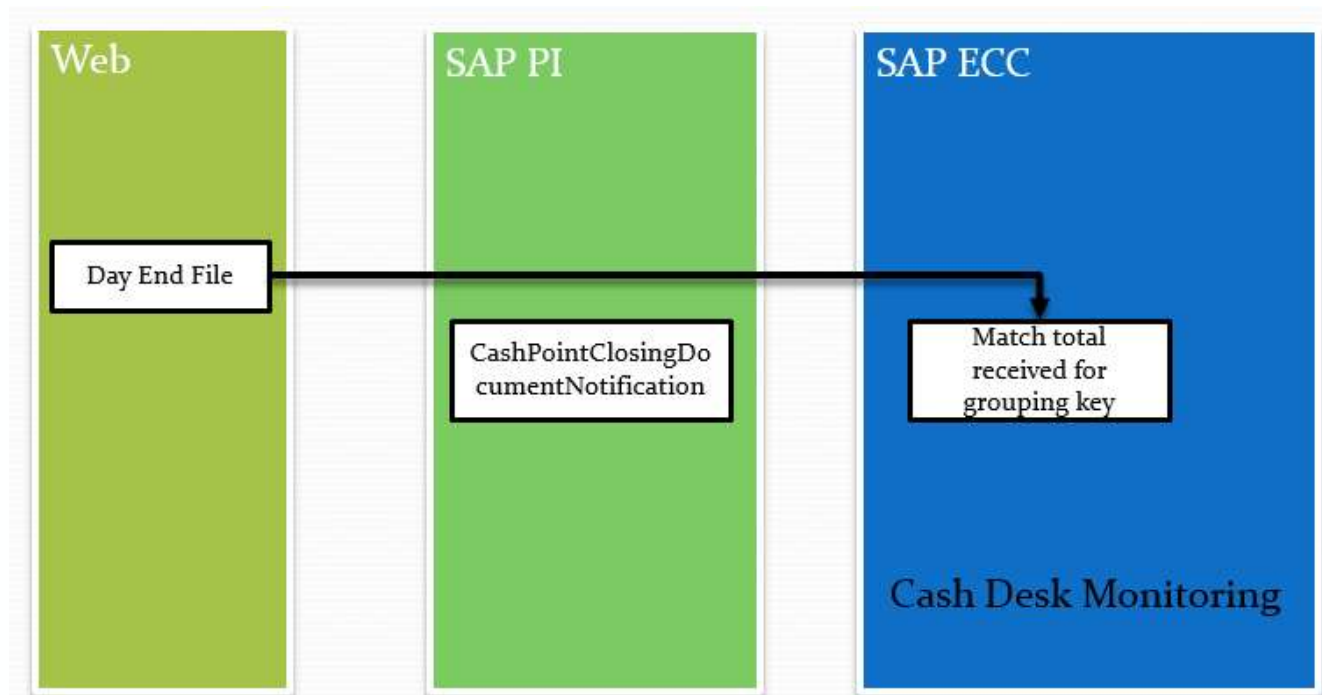 Web
SAP PI
SAP ECC
Day End File
CashPointClosingDo
cumentNotification
Match total
received for
grouping key
Cash Desk Monitoring